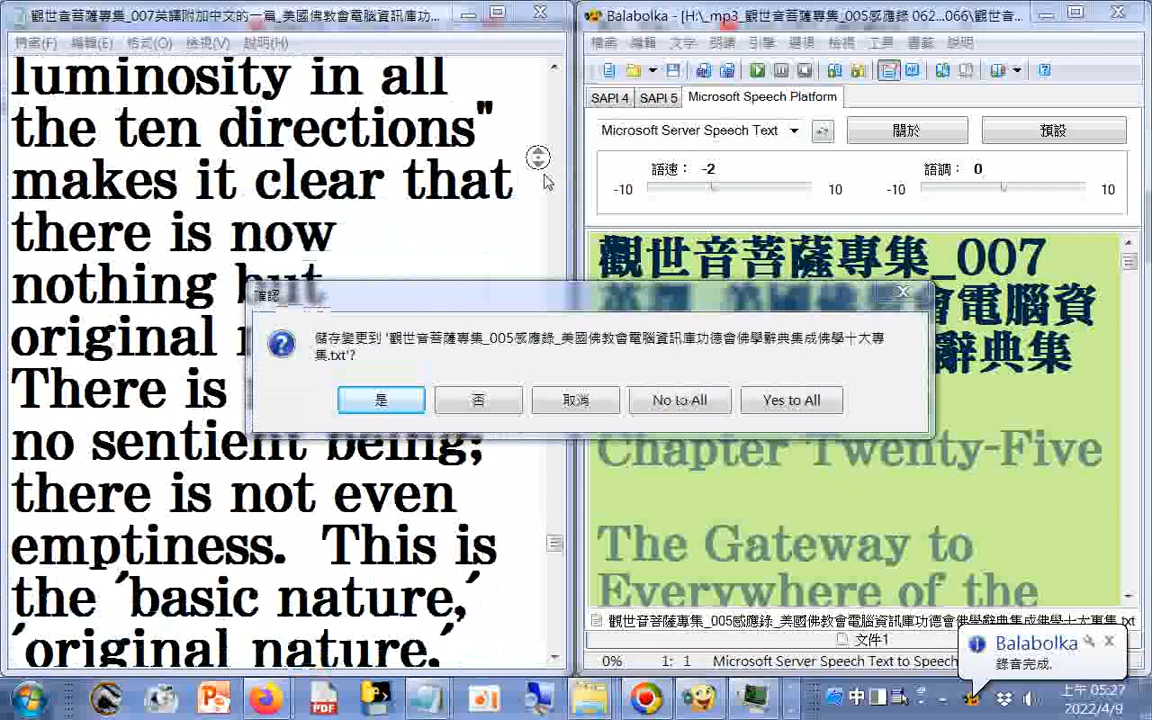 觀世音菩薩專集_007英譯附加中文的一篇_美國佛教會電腦資訊庫功...
檔案(F) 編輯(E) 格式(O) 檢視(V) 說明(H)
luminosity in all
the ten directions"
makes it clear that
there is now
nothing but
original
There is
no sentient being;
there is not even
emptiness. This is
the 'basic nature,'
'original nature.'
Balabolka - [H:\_mp3_觀世音菩薩專集_005感應錄 062...066\觀世音...
檔案 編輯 文字 朗讀 引擎 選項 檢視 工具 書籤 說明
SAPI 4 SAPI 5 Microsoft Speech Platform
Microsoft Server Speech Text
關於 預設
語速： -2 語調： 0
-10 10 -10 10
觀世音菩薩專集_007
會電腦資
辭典集
Chapter Twenty-Five
The Gateway to
Everywhere of the
觀世音菩薩專集_005感應錄_美國佛教會電腦資訊庫功德會佛學辭典集成佛學十大專集.txt
文件1
0% 1: 1 Microsoft Server Speech Text to Speech
確認
儲存變更到 '觀世音菩薩專集_005感應錄_美國佛教會電腦資訊庫功德會佛學辭典集成佛學十大專
集.txt'?
是 否 取消 No to All Yes to All
Balabolka
錄音完成.
PDF
中
上午 05:27
2022/4/9